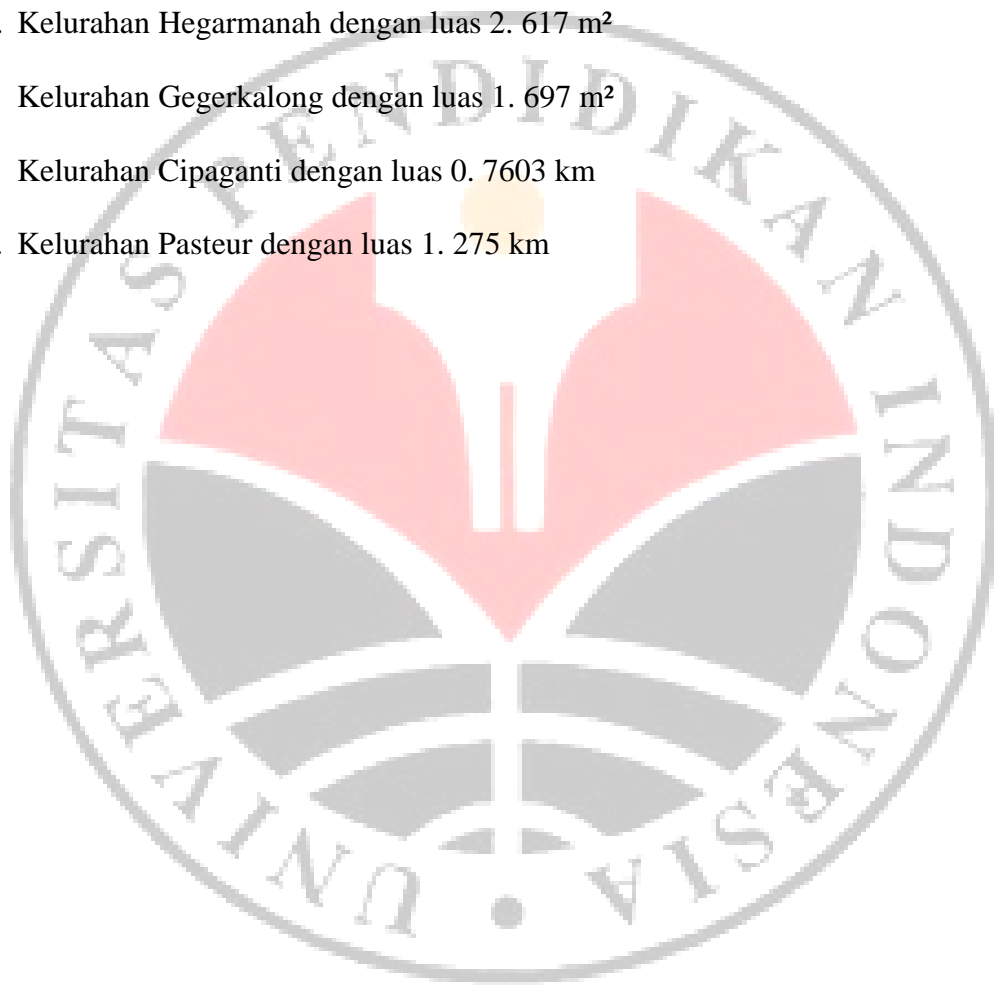 . Kelurahan Hegarmanah dengan luas 2. 617 m²
Kelurahan Gegerkalong dengan luas 1. 697 m²
Kelurahan Cipaganti dengan luas 0. 7603 km
. Kelurahan Pasteur dengan luas 1. 275 km
UNIVERSITAS PENDIDIKAN INDONESIA